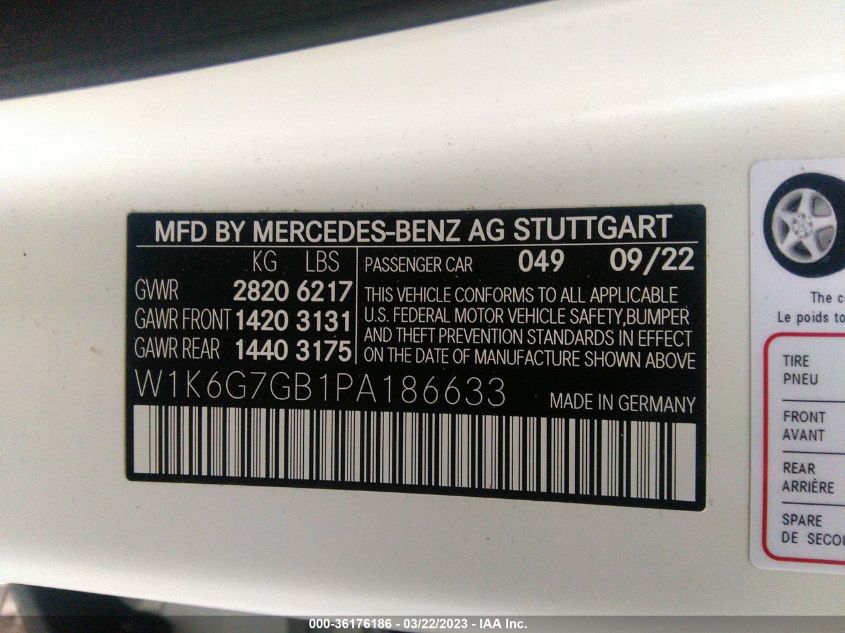 MFD BY MERCEDES-BENZ AG STUTTGART
KG LBS
GVWR 2820 6217
GAWR FRONT 1420 3131
GAWR REAR 1440 3175
PASSENGER CAR 049 09/22
THIS VEHICLE CONFORMS TO ALL APPLICABLE
U.S. FEDERAL MOTOR VEHICLE SAFETY,BUMPER
AND THEFT PREVENTION STANDARDS IN EFFECT
ON THE DATE OF MANUFACTURE SHOWN ABOVE
W1K6G7GB1PA186633
MADE IN GERMANY
The
Le poids
TIRE
PNEU
FRONT
AVANT
REAR
ARRIÈRE
SPARE
DE
000-36176186 - 03/22/2023 - IAA Inc.